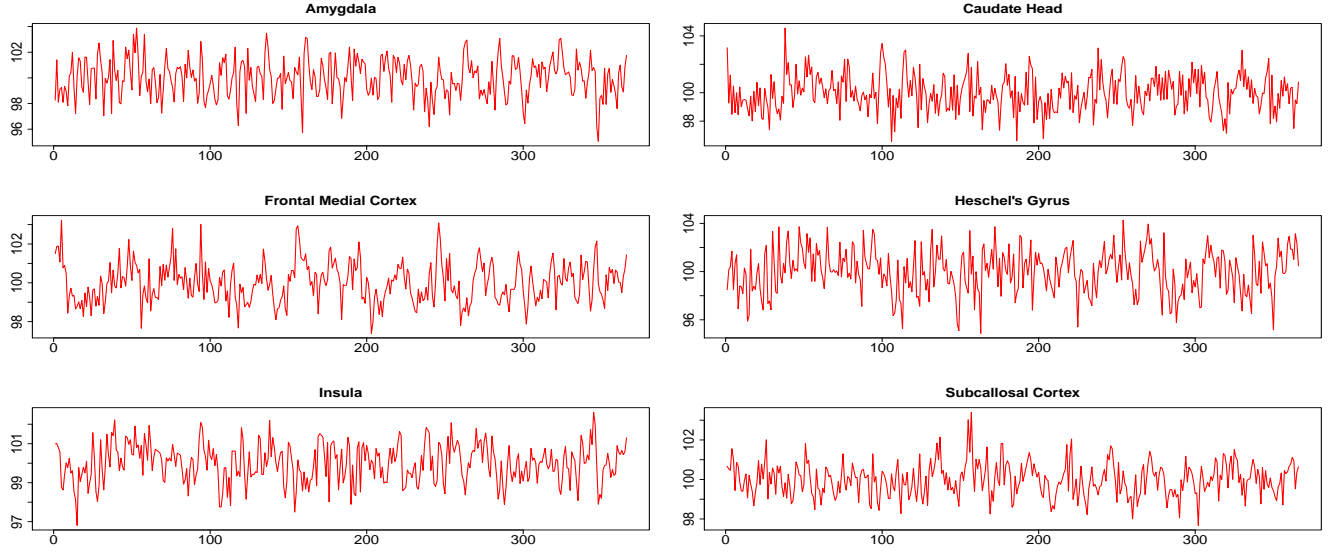 Amygdala
96 98 102
0 100 200 300
Caudate Head
98 100 104
0 100 200 300
Frontal Medial Cortex
98 100 102
0 100 200 300
Heschel's Gyrus
96 100 104
0 100 200 300
Insula
97 99 101
0 100 200 300
Subcallosal Cortex
98 100 102
0 100 200 300